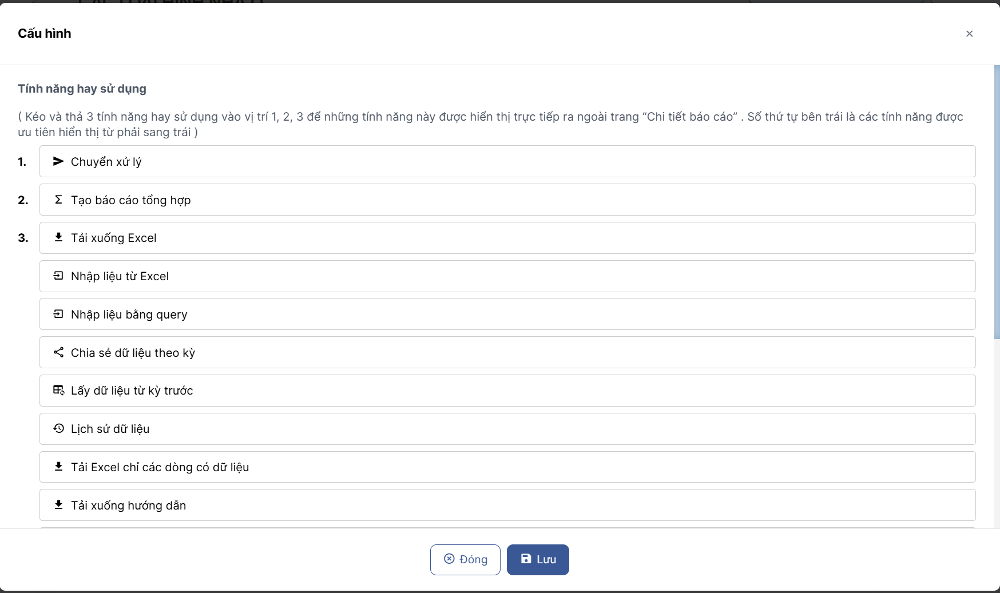 Cấu hình
Tính năng hay sử dụng
( Kéo và thả 3 tính năng hay sử dụng vào vị trí 1, 2, 3 để những tính năng này được hiển thị trực tiếp ra ngoài trang “Chi tiết báo cáo” . Số thứ tự bên trái là các tính năng được
ưu tiên hiển thị từ phải sang trái )
1. Chuyển xử lý
2. Tạo báo cáo tổng hợp
3. Tải xuống Excel
Nhập liệu từ Excel
Nhập liệu bằng query
Chia sẻ dữ liệu theo kỳ
Lấy dữ liệu từ kỳ trước
Lịch sử dữ liệu
Tải Excel chỉ các dòng có dữ liệu
Tải xuống hướng dẫn
Đóng Lưu